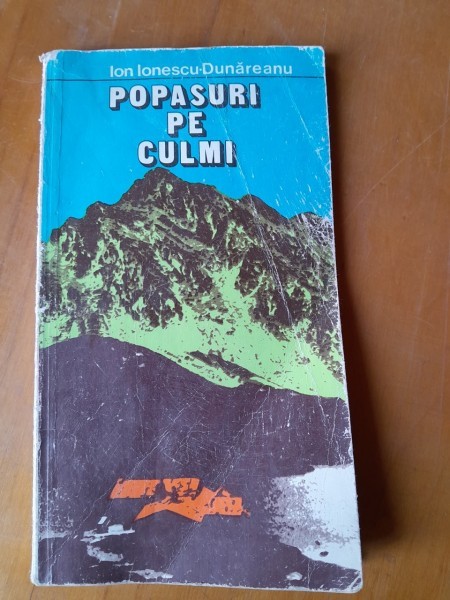 Ion Ionescu-Dunăreanu
POPASURI
PE
CULMI